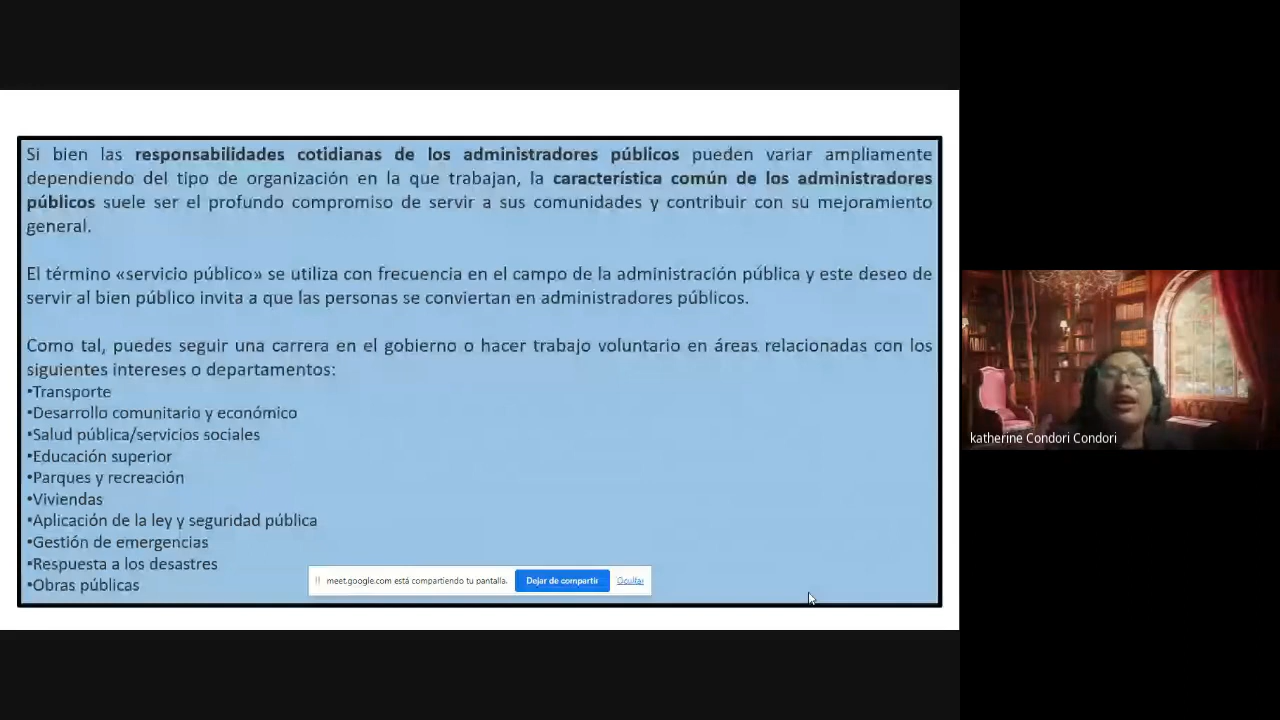 Si bien las responsabilidades cotidianas de los administradores públicos pueden variar ampliamente
dependiendo del tipo de organización en la que trabajan, la característica común de los administradores
públicos suele ser el profundo compromiso de servir a sus comunidades y contribuir con su mejoramiento
general.
El término «servicio público» se utiliza con frecuencia en el campo de la administración pública y este deseo de
servir al bien público invita a que las personas se conviertan en administradores públicos.
Como tal, puedes seguir una carrera en el gobierno o hacer trabajo voluntario en áreas relacionadas con los
siguientes intereses o departamentos:
•Transporte
•Desarrollo comunitario y económico
•Salud pública/servicios sociales
•Educación superior
•Parques y recreación
•Viviendas
•Aplicación de la ley y seguridad pública
•Gestión de emergencias
•Respuesta a los desastres
•Obras públicas
meet.google.com está compartiendo tu pantalla. Dejar de compartir Ocultar
katherine Condori Condori